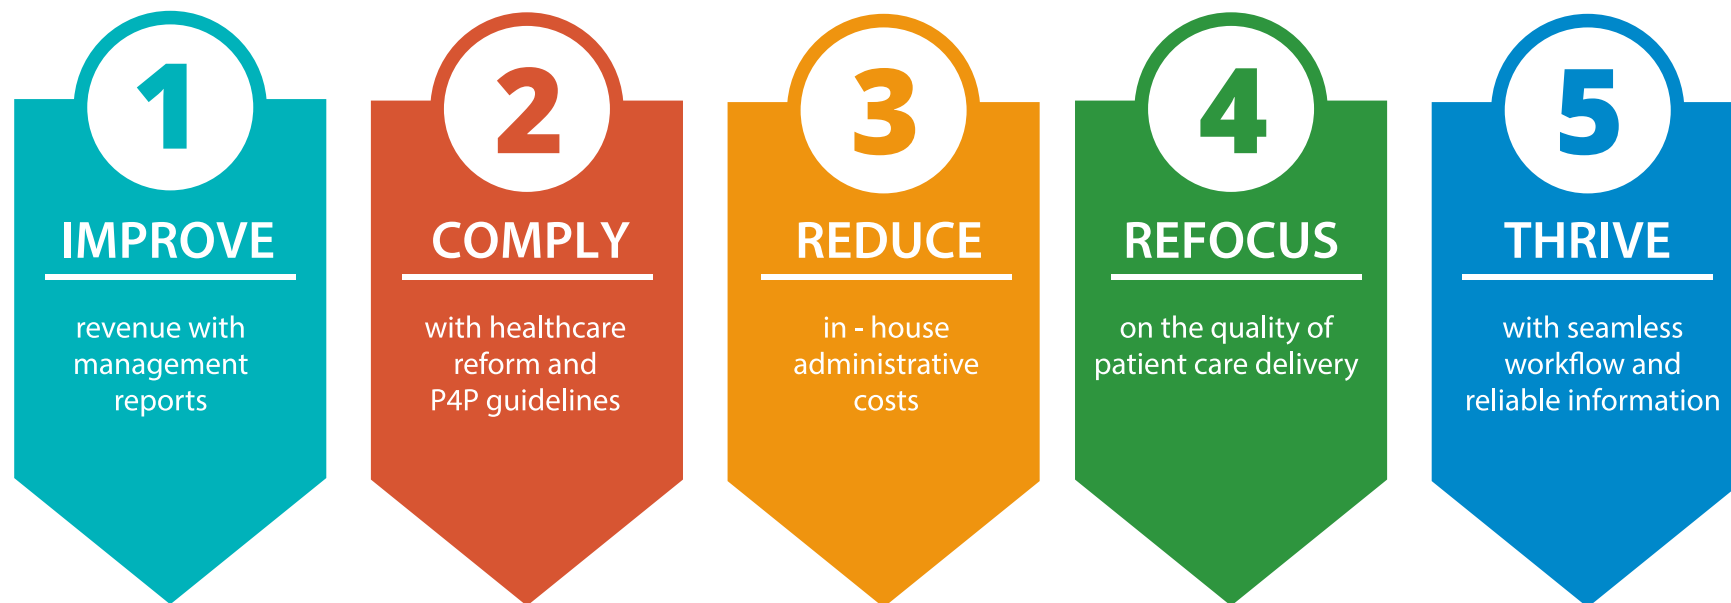 1
IMPROVE
revenue with
management
reports
2
COMPLY
with healthcare
reform and
P4P guidelines
3
REDUCE
in - house
administrative
costs
4
REFOCUS
on the quality of
patient care delivery
5
THRIVE
with seamless
workflow and
reliable information